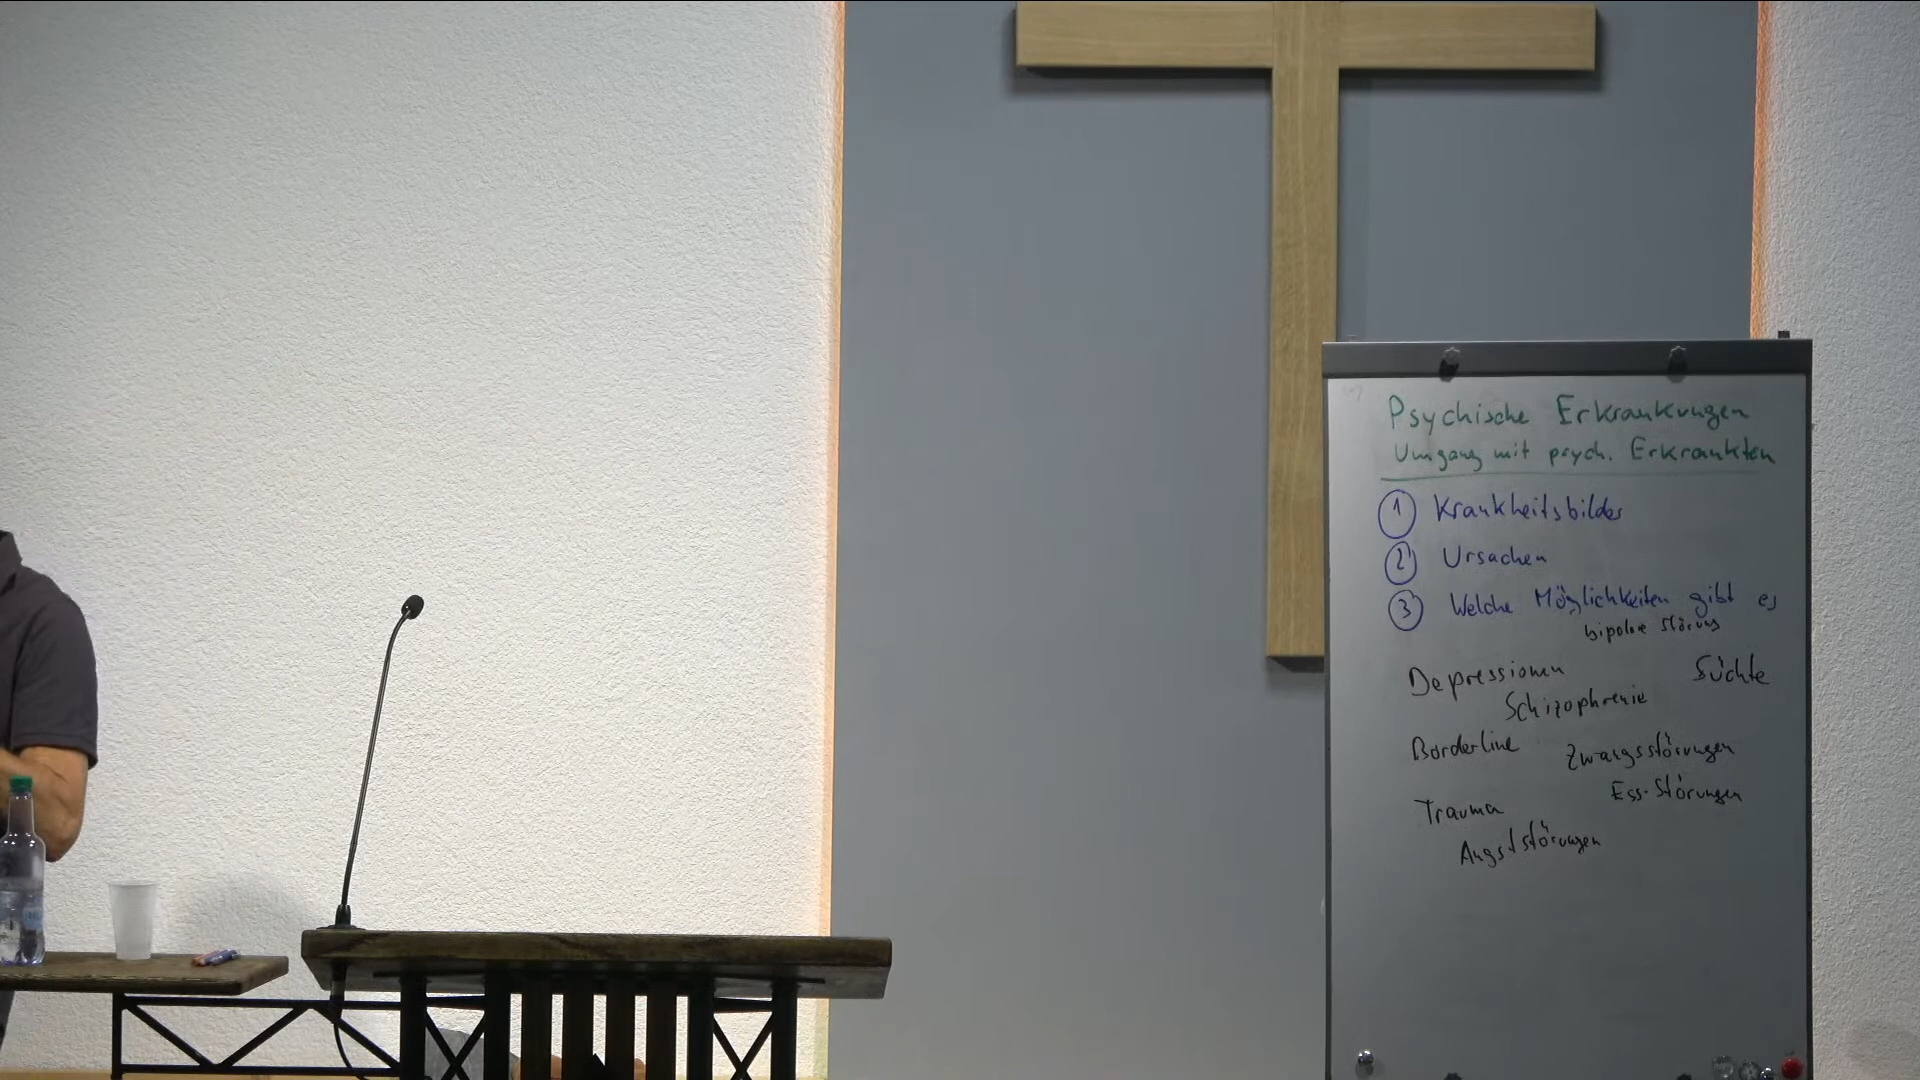 Psychische Erkrankungen
Umgang mit psych. Erkrankten
1 Krankheitsbilder
2 Ursachen
3 Welche Möglichkeiten gibt es
bipolare Störung
Depressionen
Süchte
Schizophrenie
Borderline
Zwangsstörungen
Ess-Störungen
Trauma
Angststörungen